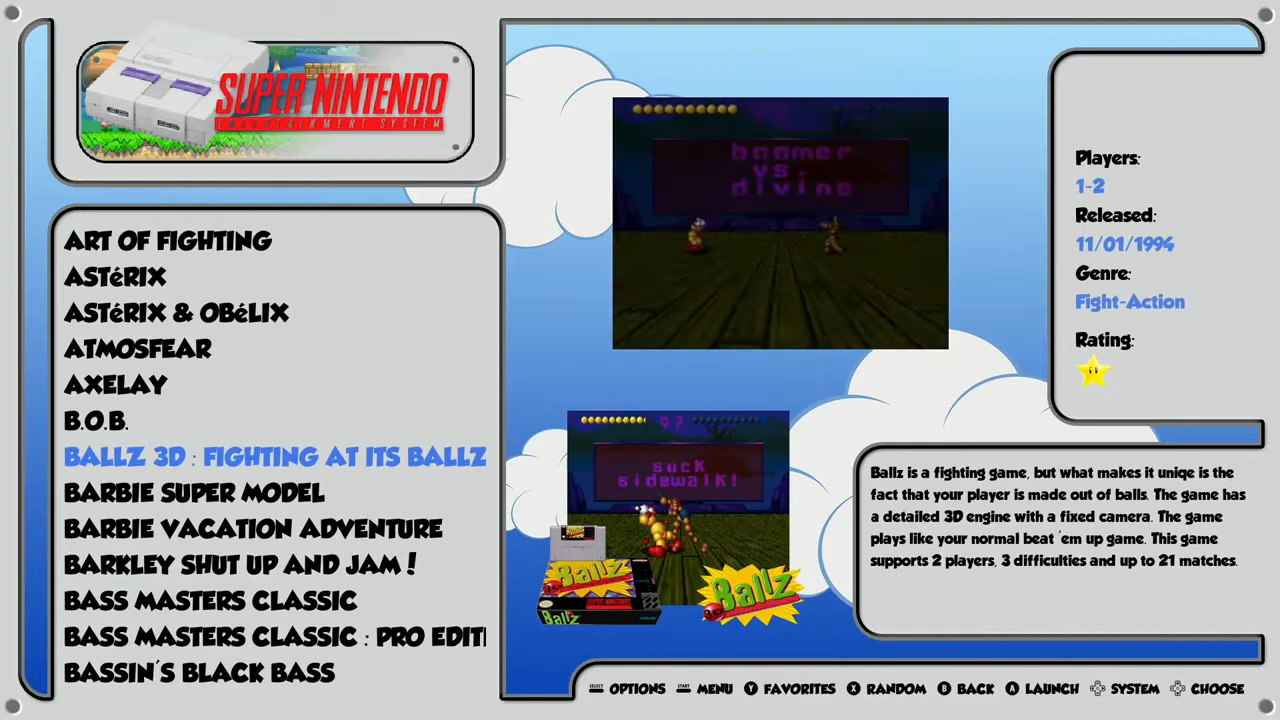 SUPER NINTENDO
ENTERTAINMENT SYSTEM
ART OF FIGHTING
ASTéRIX
ASTéRIX & OBéLIX
ATMOSFEAR
AXELAY
B.O.B.
BALLZ 3D : FIGHTING AT ITS BALLZ
BARBIE SUPER MODEL
BARBIE VACATION ADVENTURE
BARKLEY SHUT UP AND JAM!
BASS MASTERS CLASSIC
BASS MASTERS CLASSIC : PRO EDITI
BASSIN'S BLACK BASS
boomer
vs.
divine
97
suck
sidewalk!
Ballz
Ballz
3D
Ballz
Players:
1-2
Released:
11/01/1994
Genre:
Fight-Action
Rating:
Ballz is a fighting game, but what makes it uniqe is the
fact that your player is made out of balls. The game has
a detailed 3D engine with a fixed camera. The game
plays like your normal beat 'em up game. This game
supports 2 players, 3 difficulties and up to 21 matches.
SELECT OPTIONS START MENU Y FAVORITES X RANDOM B BACK A LAUNCH SYSTEM CHOOSE